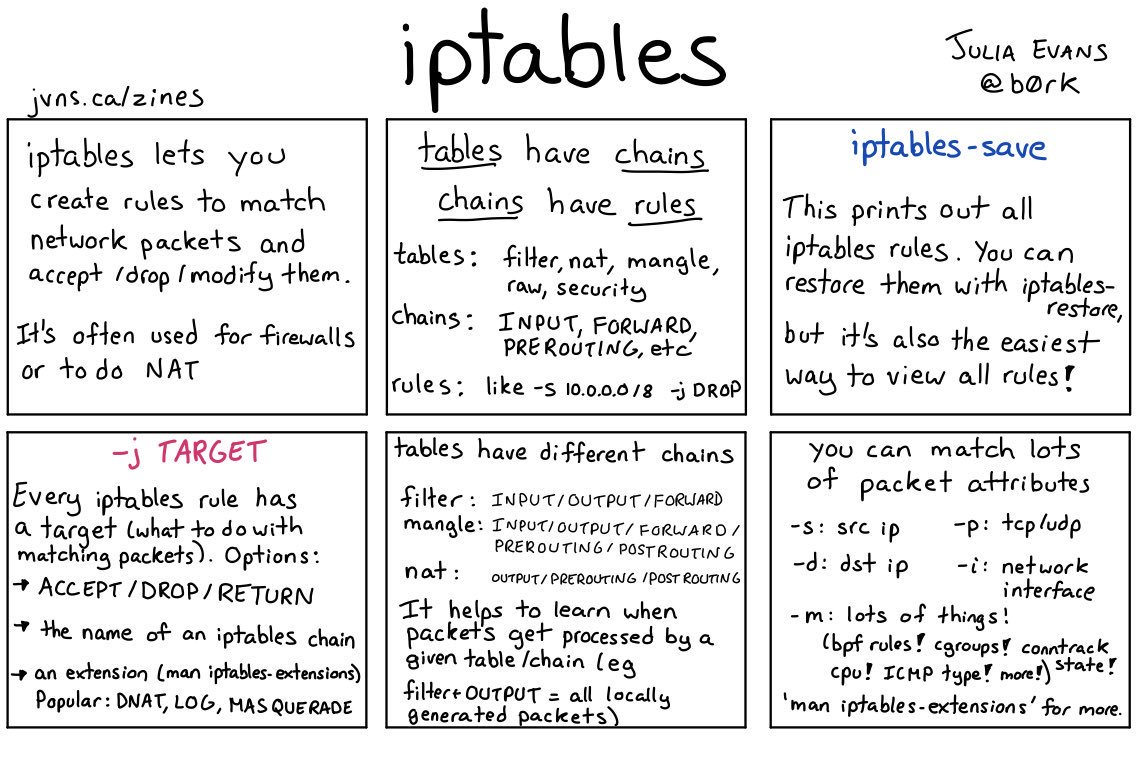 iptables
JULIA EVANS
@b0rk
jvns.ca/zines
iptables lets you
create rules to match
network packets and
accept/drop/modify them.
It's often used for firewalls
or to do NAT
tables have chains
chains have rules
tables: filter, nat, mangle,
raw, security
chains: INPUT, FORWARD,
PREROUTING, etc
rules: like -s 10.0.0.0/8 -j DROP
iptables-save
This prints out all
iptables rules. You can
restore them with iptables-
restore,
but it's also the easiest
way to view all rules!
-j TARGET
Every iptables rule has
a target (what to do with
matching packets). Options:
→ ACCEPT/DROP/RETURN
→ the name of an iptables chain
→ an extension (man iptables-extensions)
Popular: DNAT, LOG, MASQUERADE
tables have different chains
filter: INPUT/OUTPUT/FORWARD
mangle: INPUT/OUTPUT/FORWARD/
PREROUTING/POSTROUTING
nat: OUTPUT/PREROUTING/POSTROUTING
It helps to learn when
packets get processed by a
given table/chain (eg
filter+OUTPUT = all locally
generated packets)
you can match lots
of packet attributes
-s: src ip -p: tcp/udp
-d: dst ip -i: network
interface
-m: lots of things!
(bpf rules! cgroups! conntrack
state!
cpu! ICMP type! more!)
'man iptables-extensions' for more.